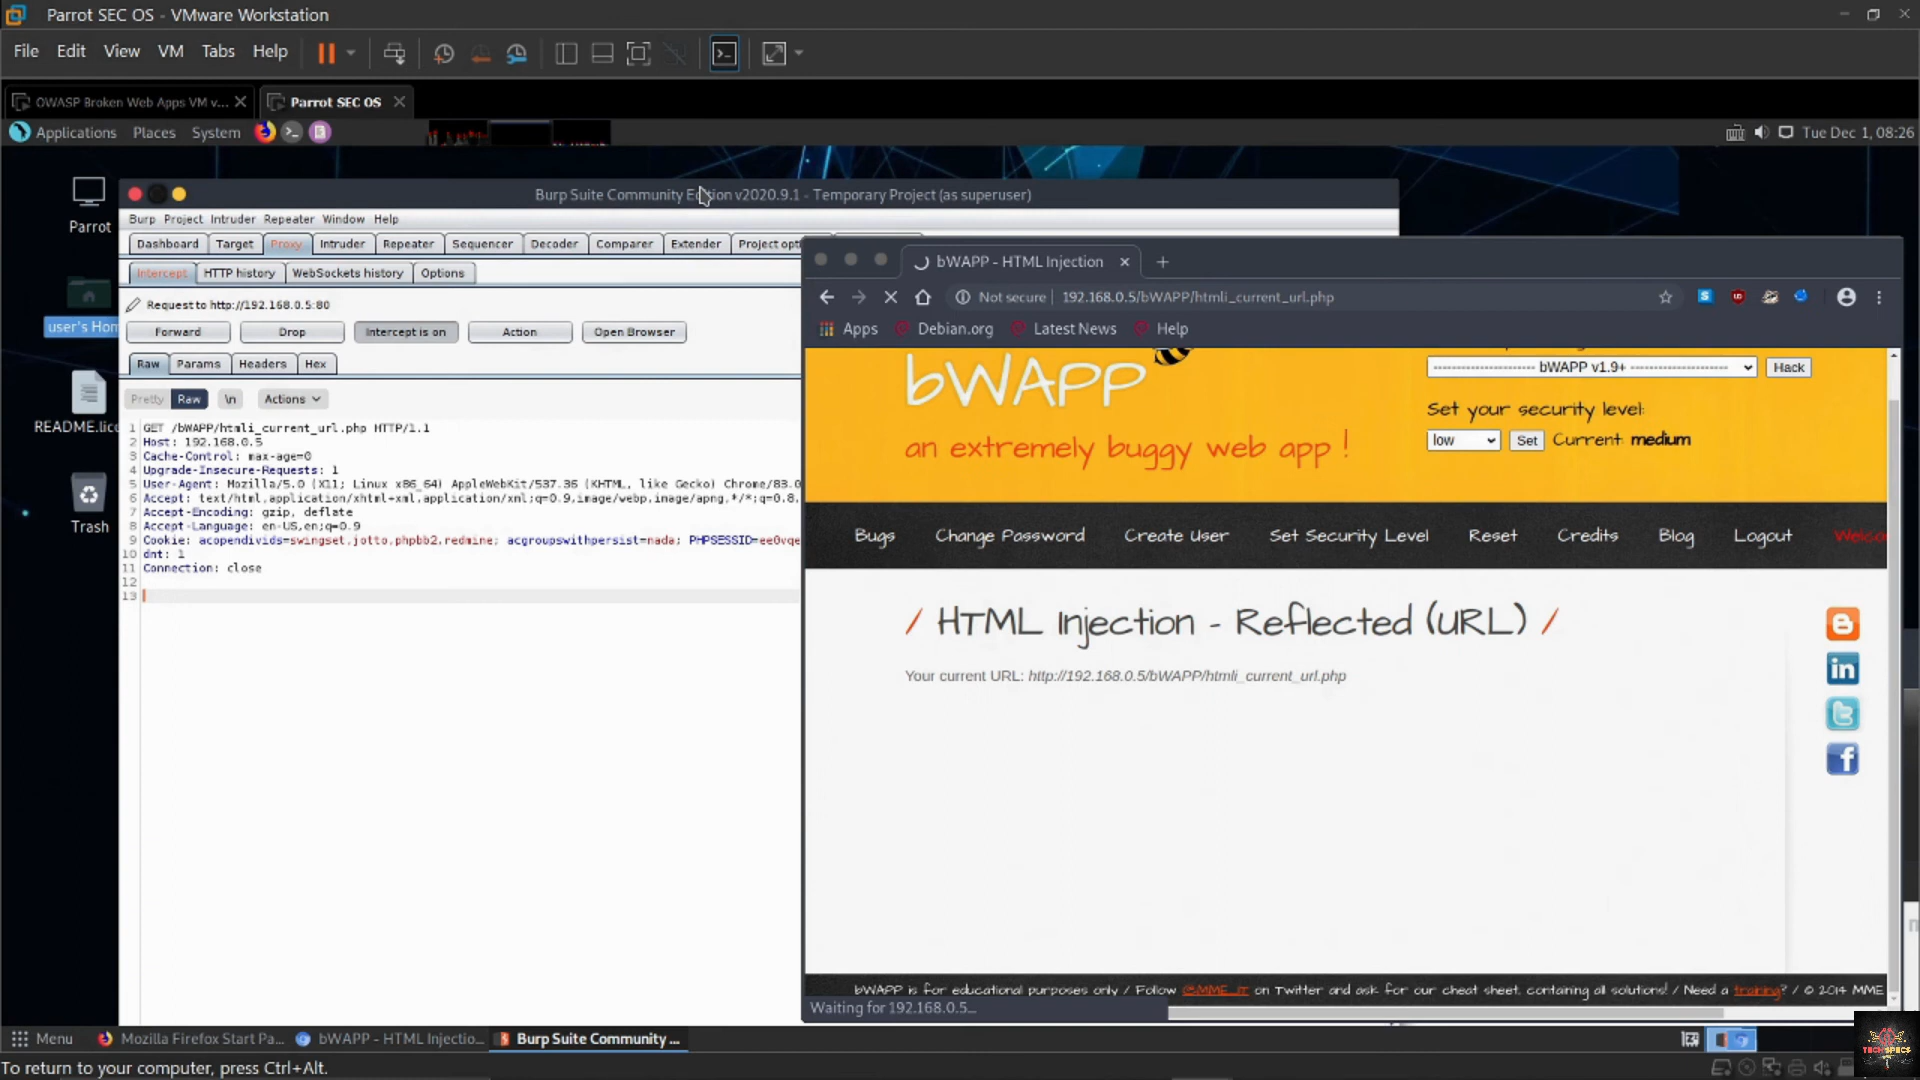 Parrot SEC OS - VMware Workstation
File Edit View VM Tabs Help
OWASP Broken Web Apps VM v... Parrot SEC OS
Applications Places System Tue Dec 1, 08:26
Parrot
user's Hom
README.lice
Trash
Burp Suite Community Edition v2020.9.1 - Temporary Project (as superuser)
Burp Project Intruder Repeater Window Help
Dashboard Target Proxy Intruder Repeater Sequencer Decoder Comparer Extender Project opti
Intercept HTTP history WebSockets history Options
Request to http://192.168.0.5:80
Forward Drop Intercept is on Action Open Browser
Raw Params Headers Hex
Pretty Raw \n Actions
1 GET /bWAPP/htmli_current_url.php HTTP/1.1
2 Host: 192.168.0.5
3 Cache-Control: max-age=0
4 Upgrade-Insecure-Requests: 1
5 User-Agent: Mozilla/5.0 (X11; Linux x86_64) AppleWebKit/537.36 (KHTML, like Gecko) Chrome/83.0
6 Accept: text/html,application/xhtml+xml,application/xml;q=0.9,image/webp,image/apng,*/*;q=0.8,
7 Accept-Encoding: gzip, deflate
8 Accept-Language: en-US,en;q=0.9
9 Cookie: acopendivids=swingset,jotto,phpbb2,redmine; acgroupswithpersist=nada; PHPSESSID=ee0vqe
10 dnt: 1
11 Connection: close
12
13
bWAPP - HTML Injection
Not secure 192.168.0.5/bWAPP/htmli_current_url.php
Apps Debian.org Latest News Help
bWAPP
an extremely buggy web app !
---------------------- bWAPP v1.9+ ---------------------- Hack
Set your security level:
low Set Current: medium
Bugs Change Password Create User Set Security Level Reset Credits Blog Logout Welco
/ HTML Injection - Reflected (URL) /
Your current URL: http://192.168.0.5/bWAPP/htmli_current_url.php
bWAPP is for educational purposes only / Follow @MME_IT on Twitter and ask for our cheat sheet, containing all solutions! / Need a training? / © 2014 MME
Waiting for 192.168.0.5...
Menu Mozilla Firefox Start Pa... bWAPP - HTML Injectio... Burp Suite Community ...
TECH SPECS
To return to your computer, press Ctrl+Alt.